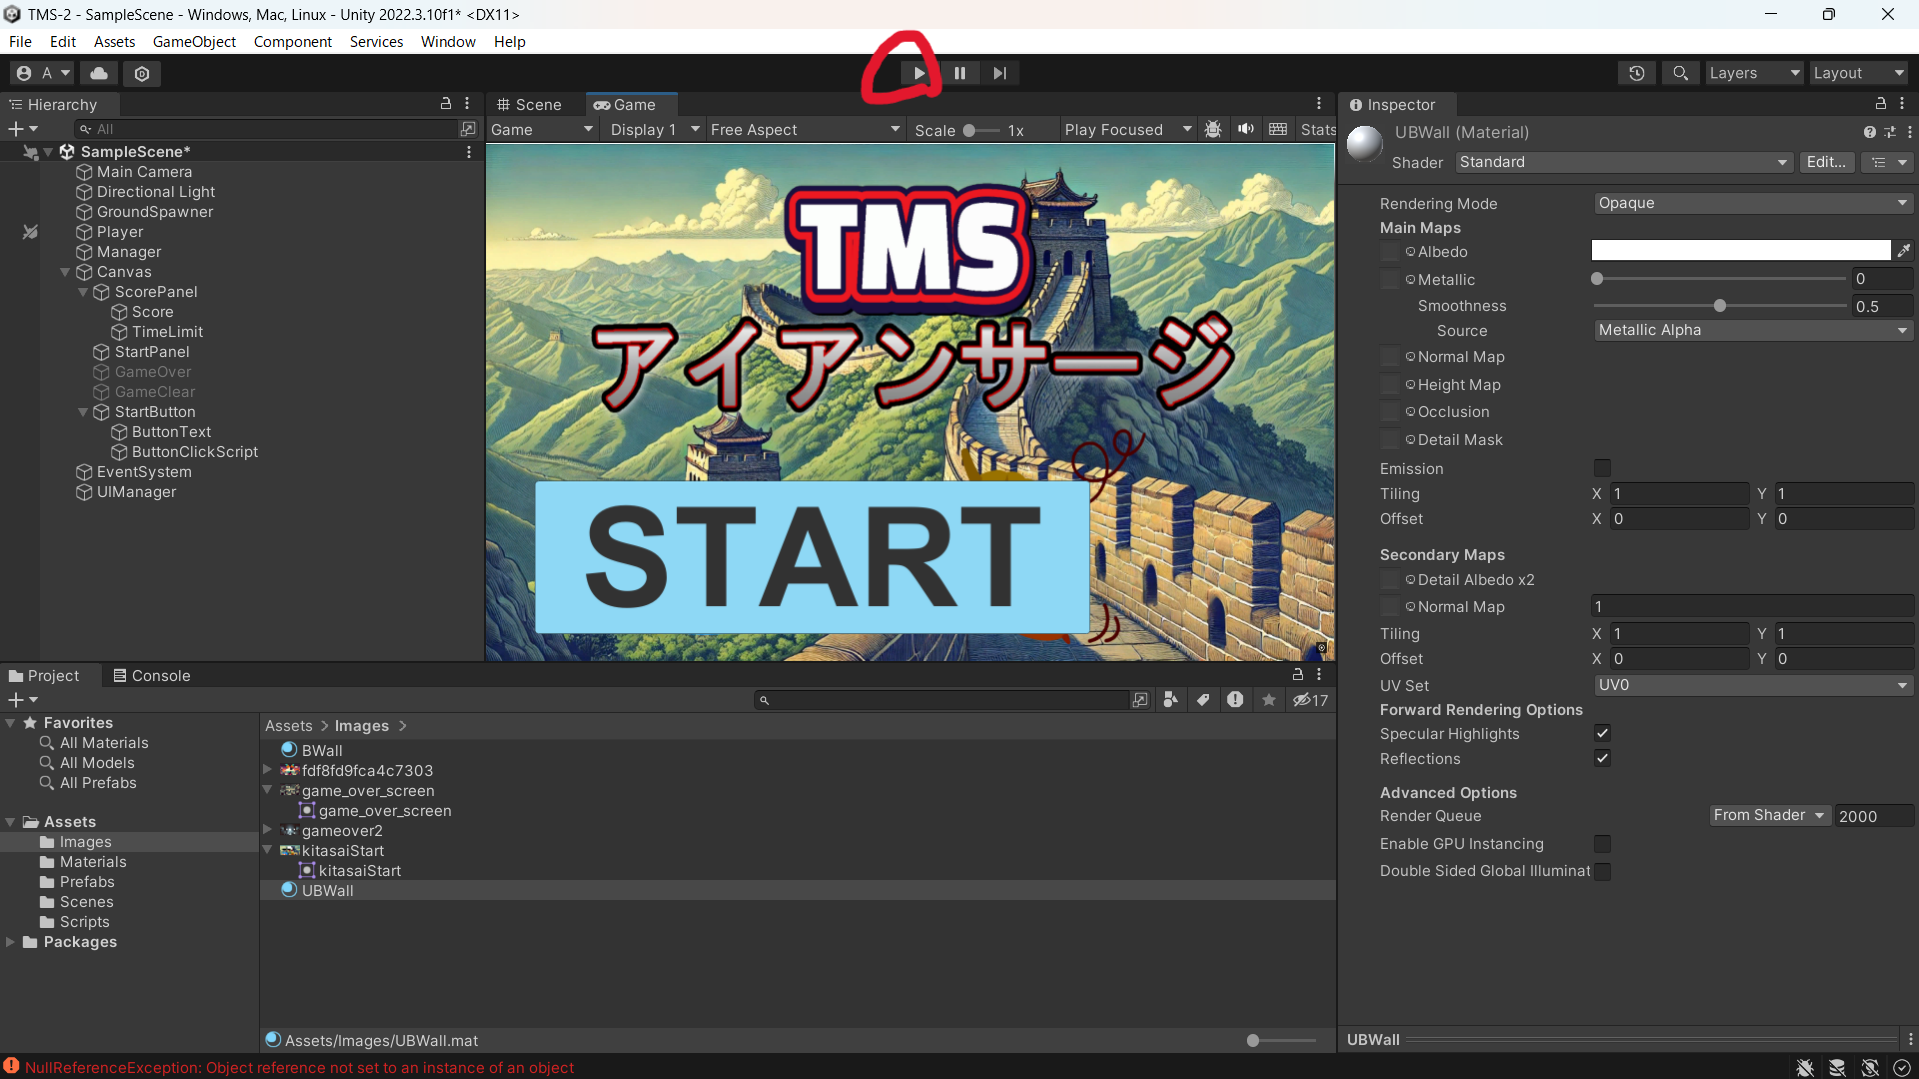 TMS-2 - SampleScene - Windows, Mac, Linux - Unity 2022.3.10f1* <DX11>
File Edit Assets GameObject Component Services Window Help
A Layers Layout
Hierarchy
All
SampleScene*
Main Camera
Directional Light
GroundSpawner
Player
Manager
Canvas
ScorePanel
Score
TimeLimit
StartPanel
GameOver
GameClear
StartButton
ButtonText
ButtonClickScript
EventSystem
UIManager
Scene Game
Game Display 1 Free Aspect Scale 1x Play Focused Stats
TMS
アイアンサージ
START
Inspector
UBWall (Material)
Shader Standard Edit...
Rendering Mode Opaque
Main Maps
Albedo
Metallic 0
Smoothness 0.5
Source Metallic Alpha
Normal Map
Height Map
Occlusion
Detail Mask
Emission
Tiling X 1 Y 1
Offset X 0 Y 0
Secondary Maps
Detail Albedo x2
Normal Map 1
Tiling X 1 Y 1
Offset X 0 Y 0
UV Set UV0
Forward Rendering Options
Specular Highlights
Reflections
Advanced Options
Render Queue From Shader 2000
Enable GPU Instancing
Double Sided Global Illuminat
UBWall
Project Console
17
Favorites
All Materials
All Models
All Prefabs
Assets
Images
Materials
Prefabs
Scenes
Scripts
Packages
Assets > Images >
BWall
fdf8fd9fca4c7303
game_over_screen
game_over_screen
gameover2
kitasaiStart
kitasaiStart
UBWall
Assets/Images/UBWall.mat
NullReferenceException: Object reference not set to an instance of an object